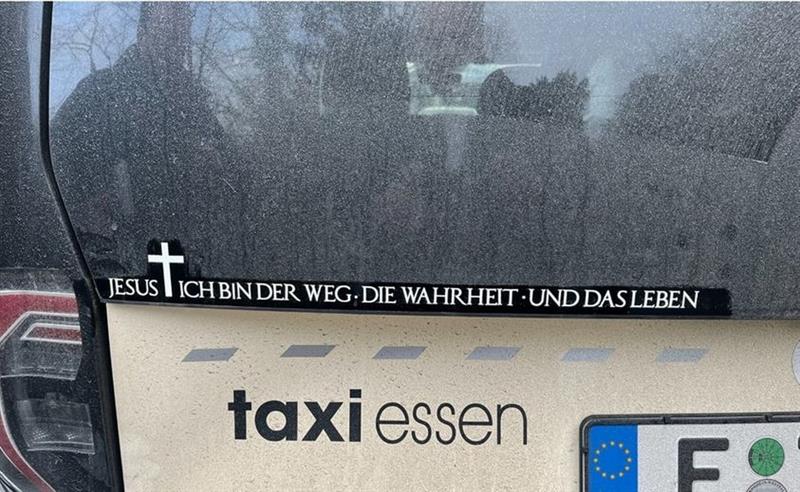 JESUS ICH BIN DER WEG · DIE WAHRHEIT · UND DAS LEBEN
taxi essen
E